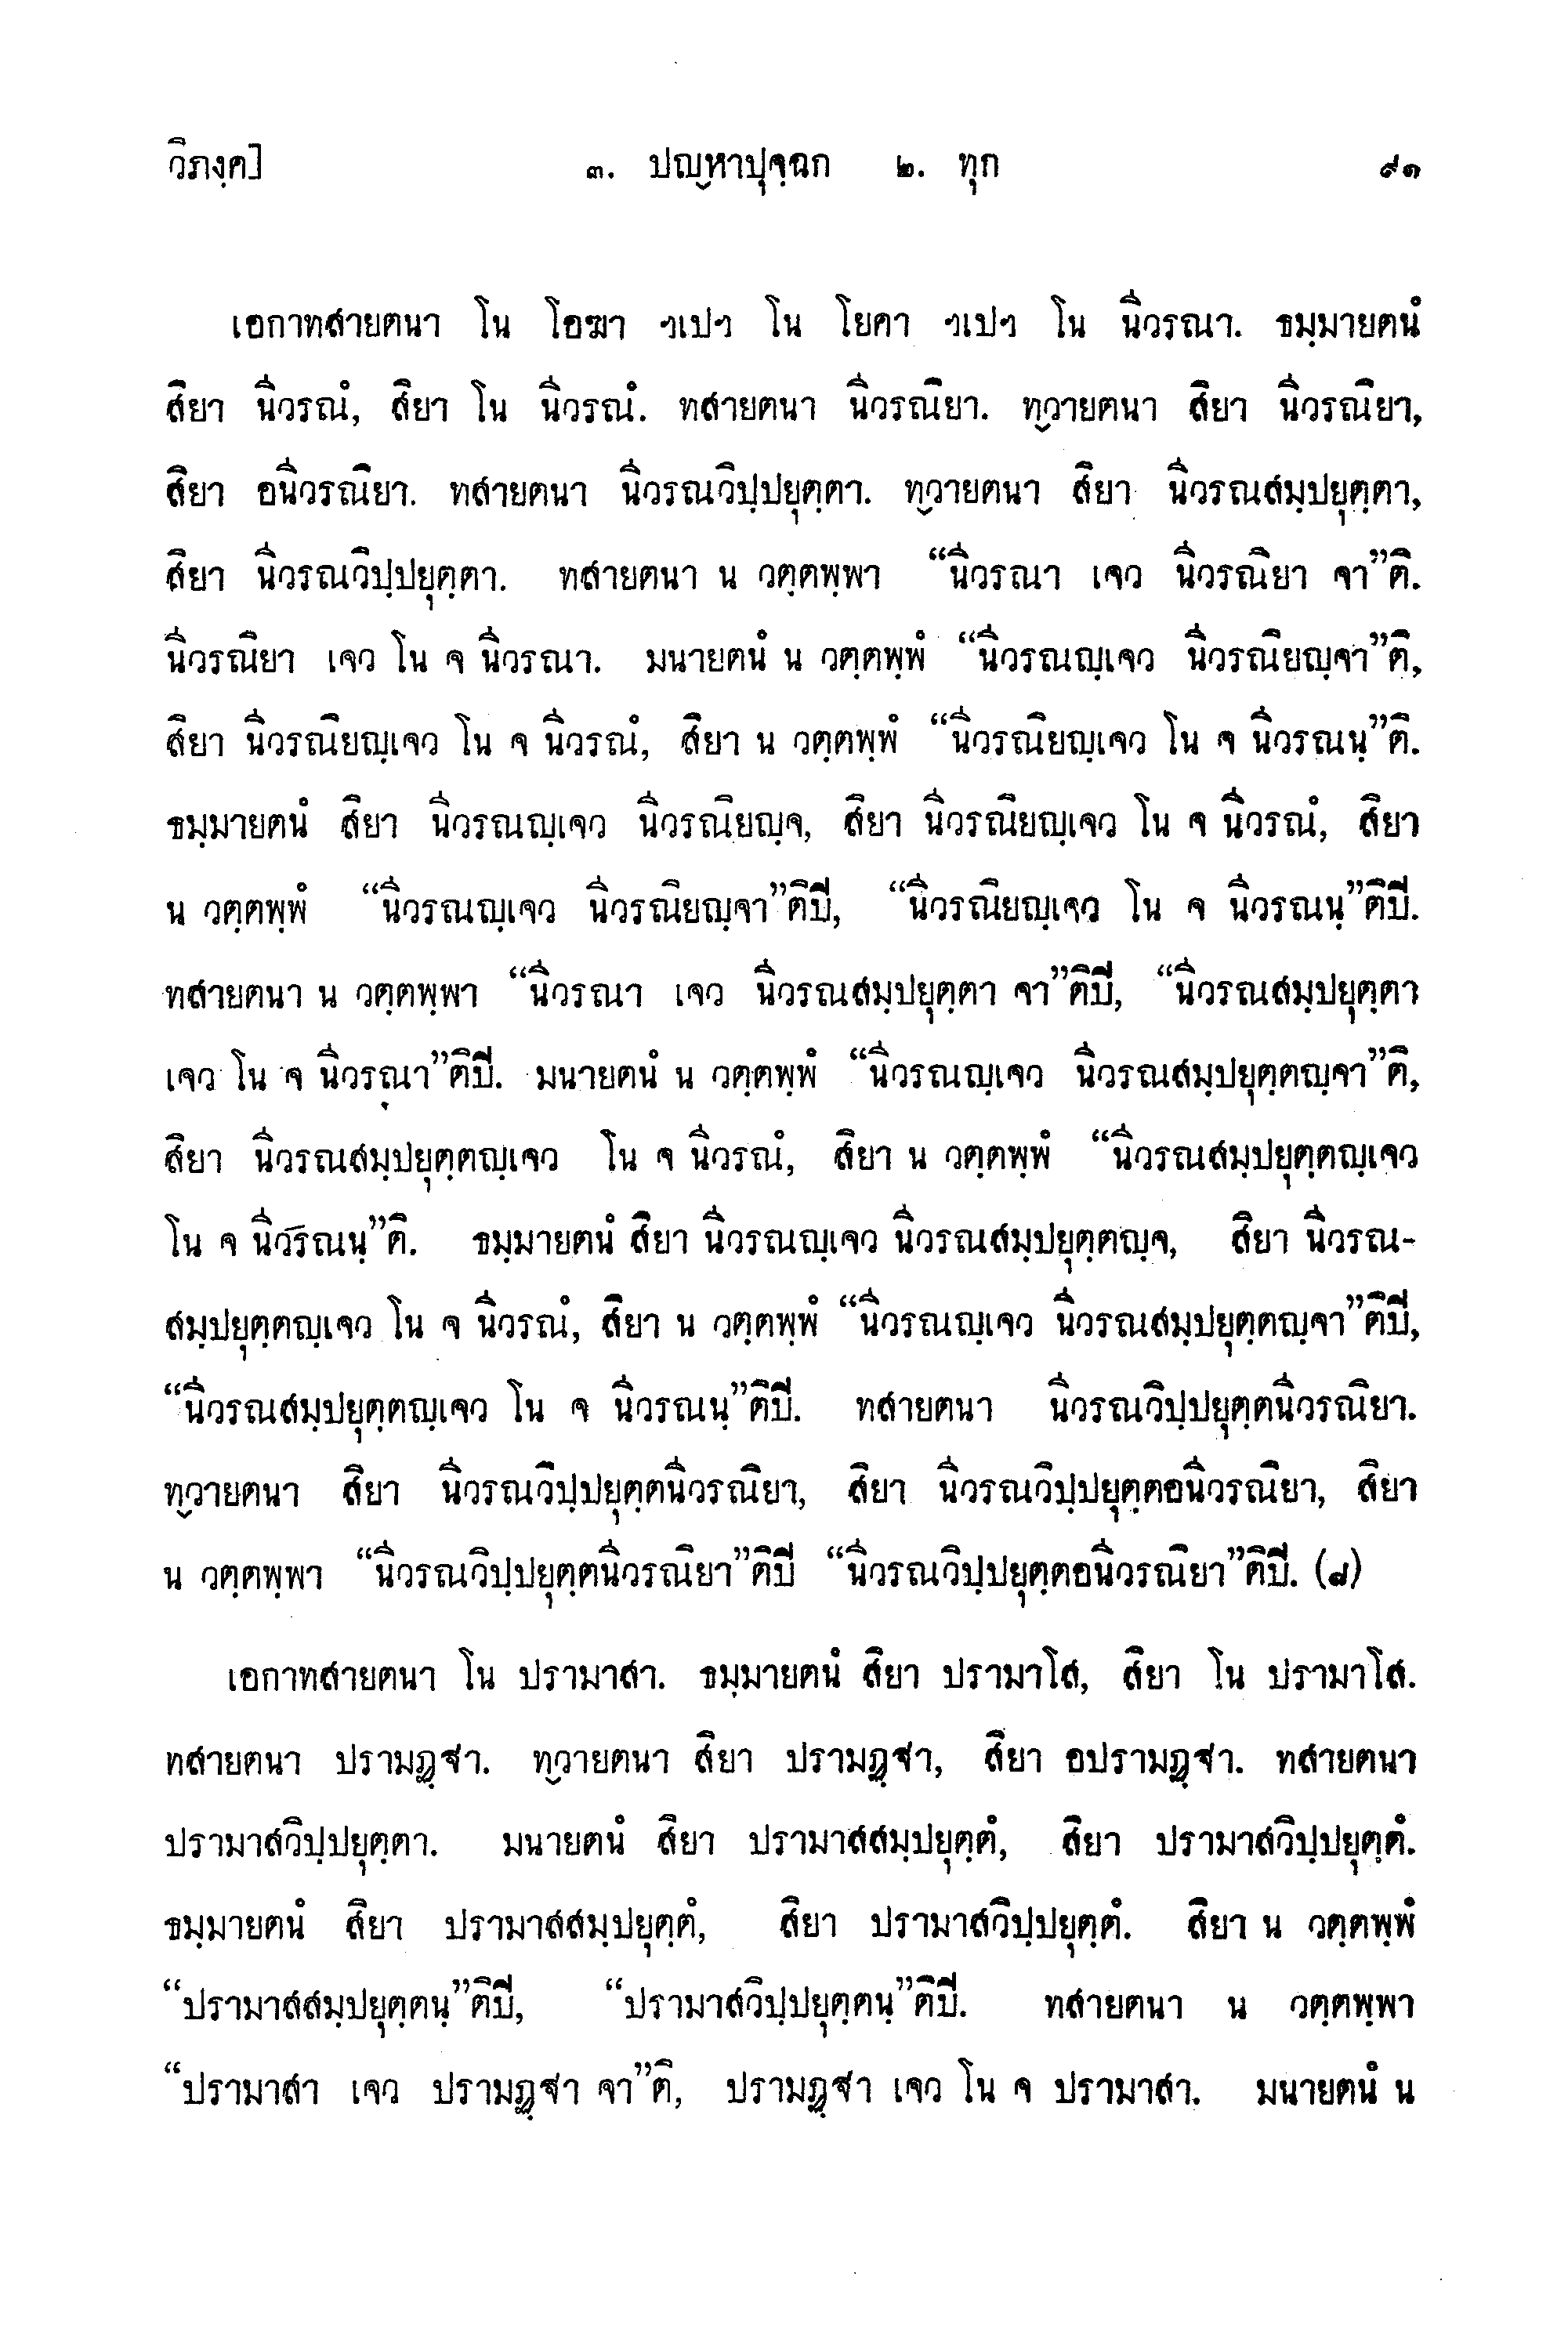 วิภงฺค]
๓. ปญฺหาปุจฺฉก ๒. ทุก
๙๑
เอกาทสายตนา โน โอฆา ฯเปฯ โน โยคา ฯเปฯ โน นีวรณา. ธมฺมายตนํ
สิยา นีวรณํ, สิยา โน นีวรณํ. ทสายตนา นีวรณิยา. ทฺวายตนา สิยา นีวรณิยา,
สิยา อนีวรณิยา. ทสายตนา นีวรณวิปฺปยุตฺตา. ทฺวายตนา สิยา นีวรณสมฺปยุตฺตา,
สิยา นีวรณวิปฺปยุตฺตา. ทสายตนา น วตฺตพฺพา “นีวรณา เจว นีวรณิยา จา”ติ.
นีวรณิยา เจว โน จ นีวรณา. มนายตนํ น วตฺตพฺพํ “นีวรณญฺเจว นีวรณิยญฺจา”ติ,
สิยา นีวรณิยญฺเจว โน จ นีวรณํ, สิยา น วตฺตพฺพํ “นีวรณิยญฺเจว โน จ นีวรณนฺ”ติ.
ธมฺมายตนํ สิยา นีวรณญฺเจว นีวรณิยญฺจ, สิยา นีวรณิยญฺเจว โน จ นีวรณํ, สิยา
น วตฺตพฺพํ “นีวรณญฺเจว นีวรณิยญฺจา”ติปิ, “นีวรณิยญฺเจว โน จ นีวรณนฺ”ติปิ.
ทสายตนา น วตฺตพฺพา “นีวรณา เจว นีวรณสมฺปยุตฺตา จา”ติปิ, “นีวรณสมฺปยุตฺตา
เจว โน จ นีวรณา”ติปิ. มนายตนํ น วตฺตพฺพํ “นีวรณญฺเจว นีวรณสมฺปยุตฺตญฺจา”ติ,
สิยา นีวรณสมฺปยุตฺตญฺเจว โน จ นีวรณํ, สิยา น วตฺตพฺพํ “นีวรณสมฺปยุตฺตญฺเจว
โน จ นีวรณนฺ”ติ. ธมฺมายตนํ สิยา นีวรณญฺเจว นีวรณสมฺปยุตฺตญฺจ, สิยา นีวรณ-
สมฺปยุตฺตญฺเจว โน จ นีวรณํ, สิยา น วตฺตพฺพํ “นีวรณญฺเจว นีวรณสมฺปยุตฺตญฺจา”ติปิ,
“นีวรณสมฺปยุตฺตญฺเจว โน จ นีวรณนฺ”ติปิ. ทสายตนา นีวรณวิปฺปยุตฺตนีวรณิยา.
ทฺวายตนา สิยา นีวรณวิปฺปยุตฺตนีวรณิยา, สิยา นีวรณวิปฺปยุตฺตอนีวรณิยา, สิยา
น วตฺตพฺพา “นีวรณวิปฺปยุตฺตนีวรณิยา”ติปิ “นีวรณวิปฺปยุตฺตอนีวรณิยา”ติปิ. (๘)
เอกาทสายตนา โน ปรามาสา. ธมฺมายตนํ สิยา ปรามาโส, สิยา โน ปรามาโส.
ทสายตนา ปรามฏฺฐา. ทฺวายตนา สิยา ปรามฏฺฐา, สิยา อปรามฏฺฐา. ทสายตนา
ปรามาสวิปฺปยุตฺตา. มนายตนํ สิยา ปรามาสสมฺปยุตฺตํ, สิยา ปรามาสวิปฺปยุตฺตํ.
ธมฺมายตนํ สิยา ปรามาสสมฺปยุตฺตํ, สิยา ปรามาสวิปฺปยุตฺตํ. สิยา น วตฺตพฺพํ
“ปรามาสสมฺปยุตฺตนฺ”ติปิ, “ปรามาสวิปฺปยุตฺตนฺ”ติปิ. ทสายตนา น วตฺตพฺพา
“ปรามาสา เจว ปรามฏฺฐา จา”ติ, ปรามฏฺฐา เจว โน จ ปรามาสา. มนายตนํ น